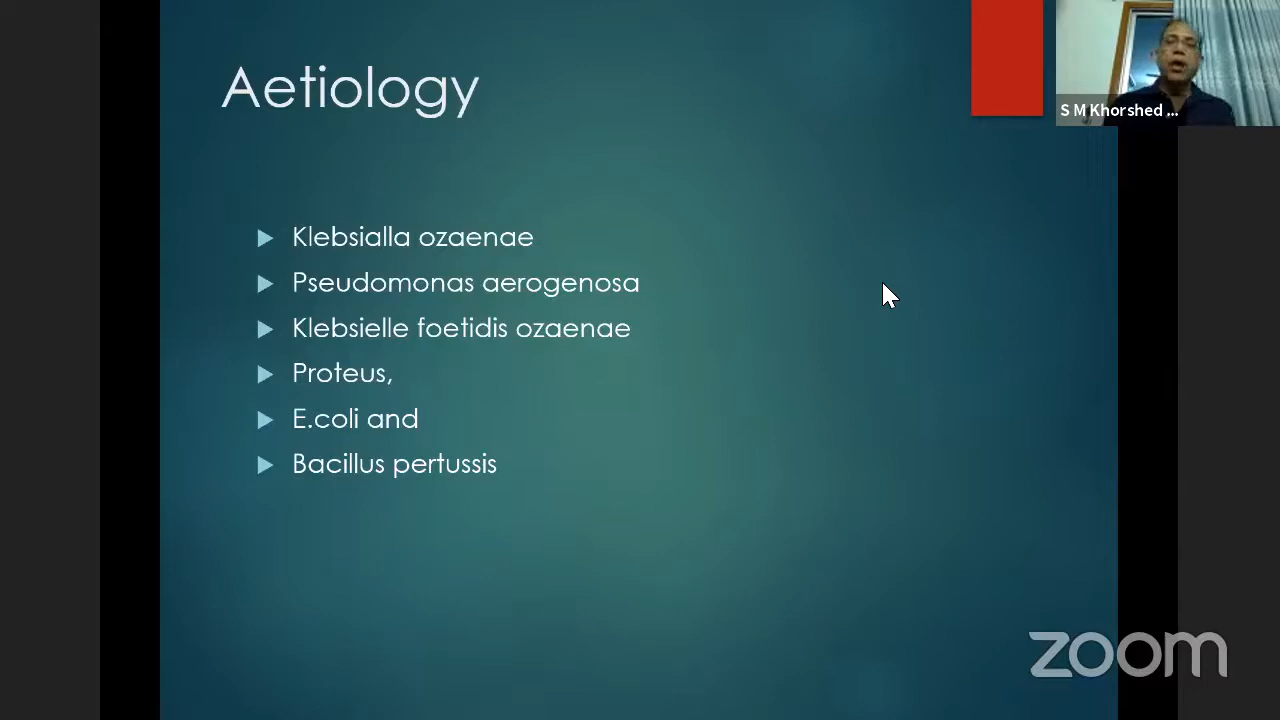 Aetiology
S M Khorshed ...
Klebsialla ozaenae
Pseudomonas aerogenosa
Klebsielle foetidis ozaenae
Proteus,
E.coli and
Bacillus pertussis
zoom